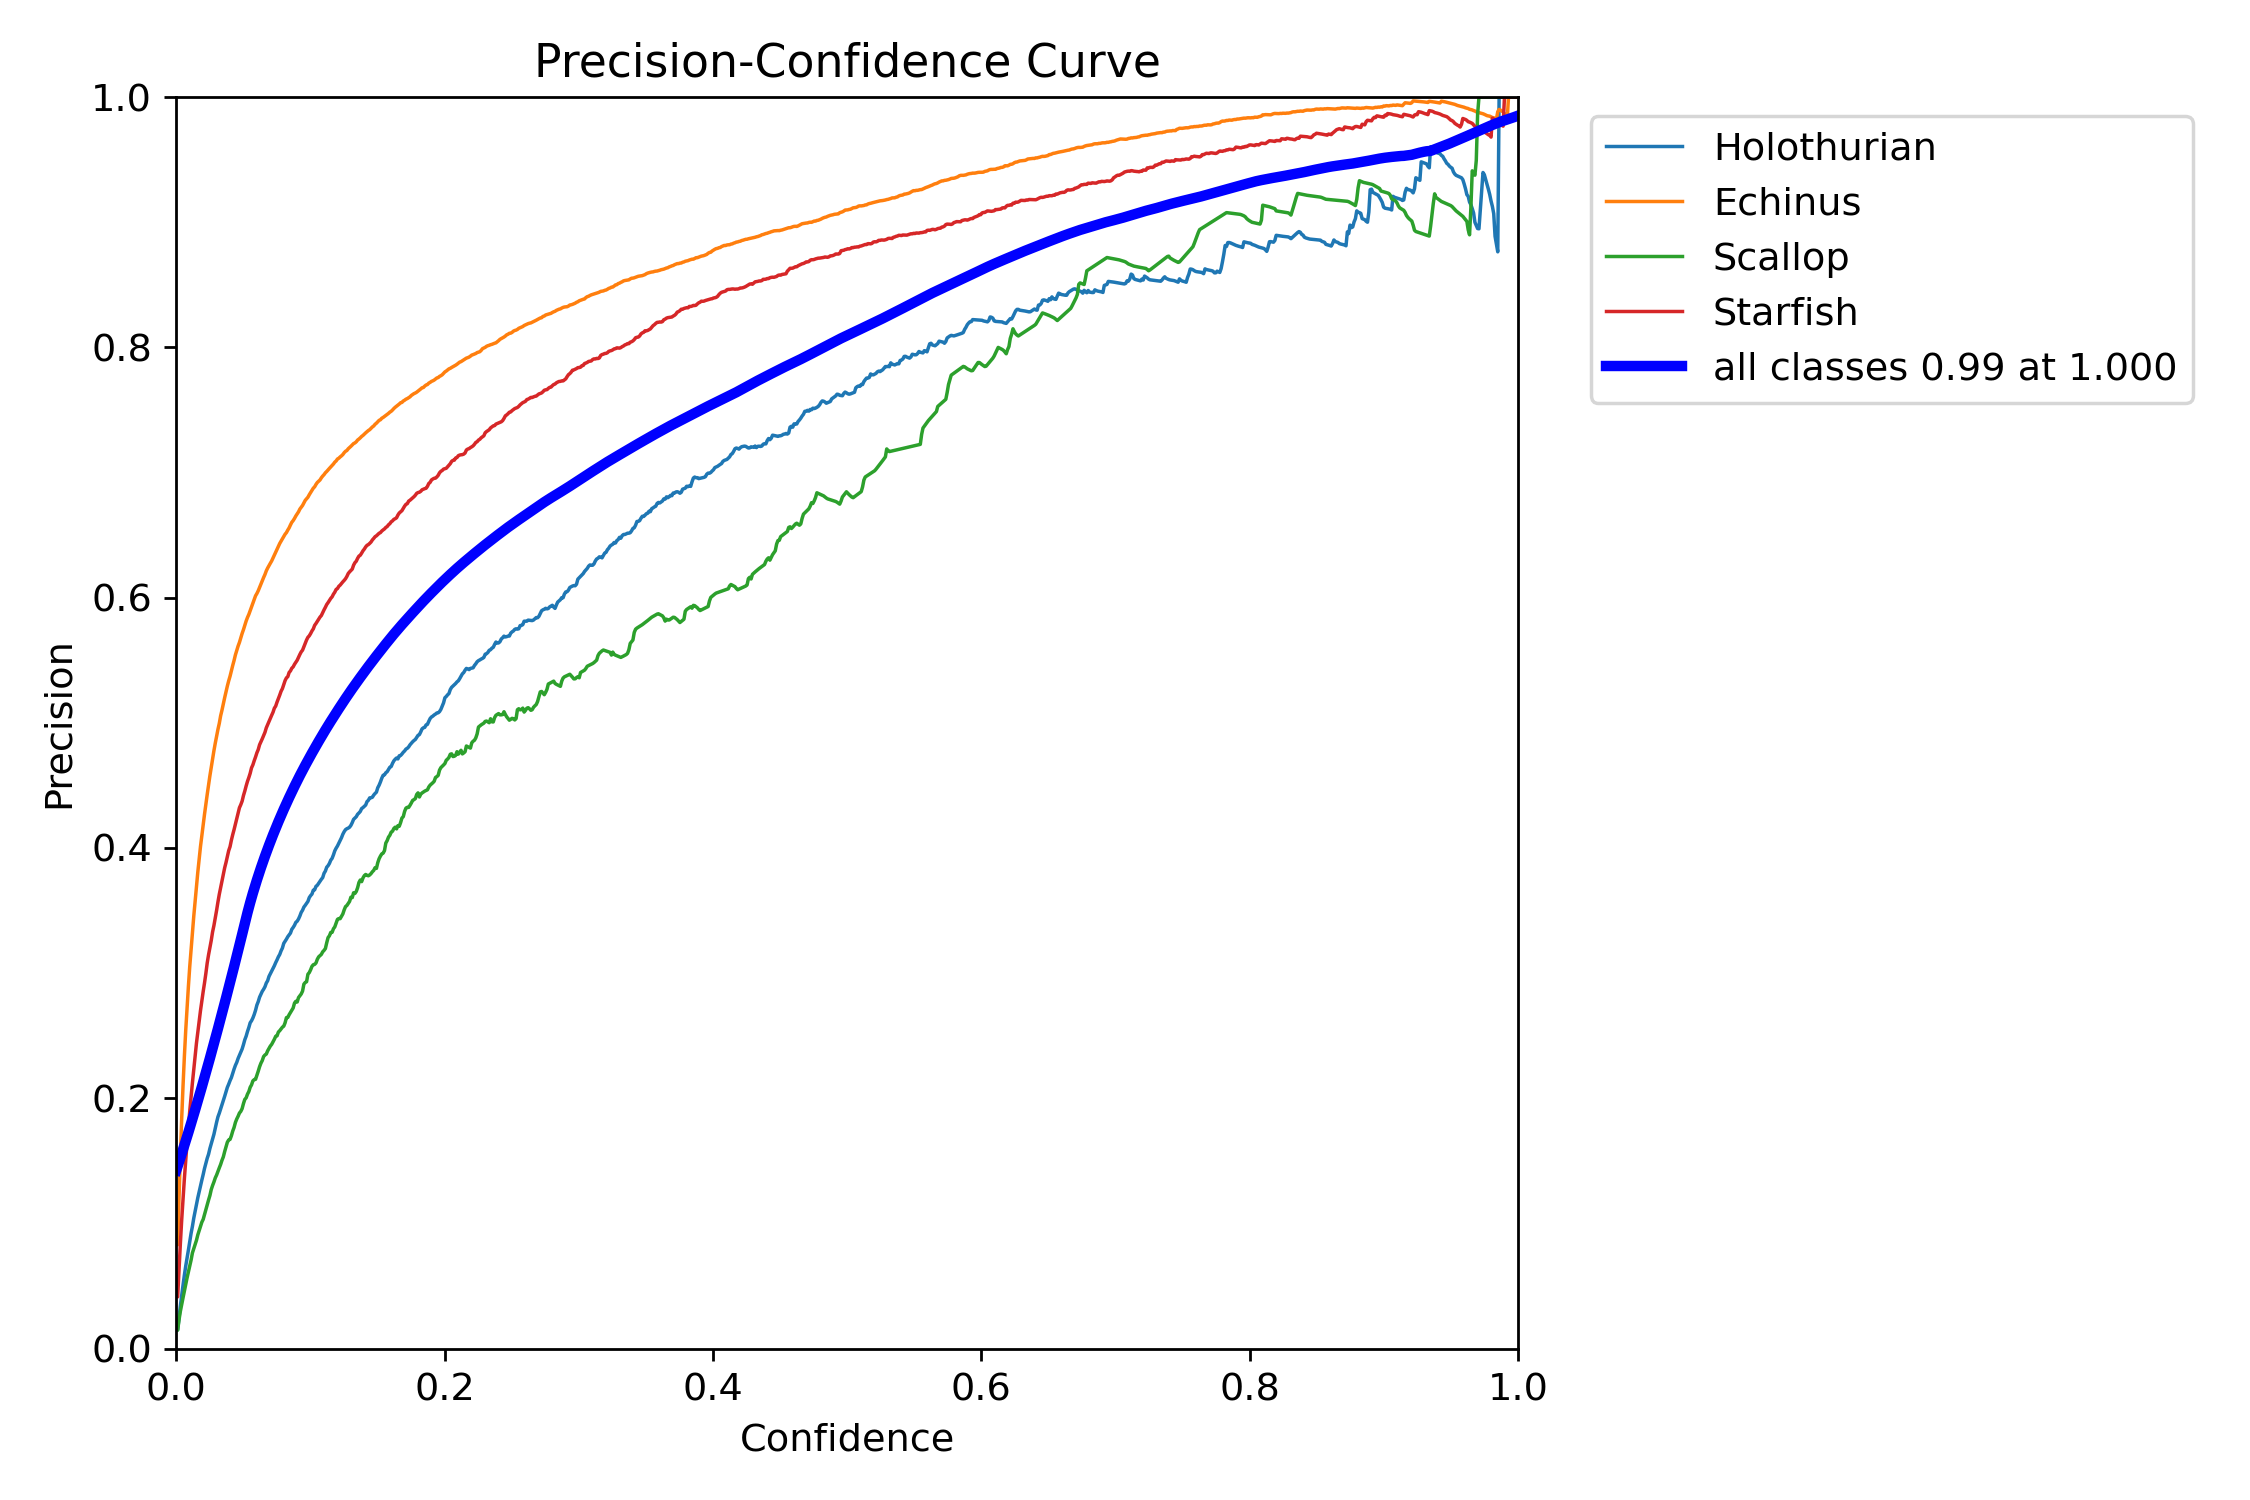 Precision-Confidence Curve
1.0
0.8
0.6
0.4
0.2
0.0
Precision
0.0 0.2 0.4 0.6 0.8 1.0
Confidence
Holothurian
Echinus
Scallop
Starfish
all classes 0.99 at 1.000